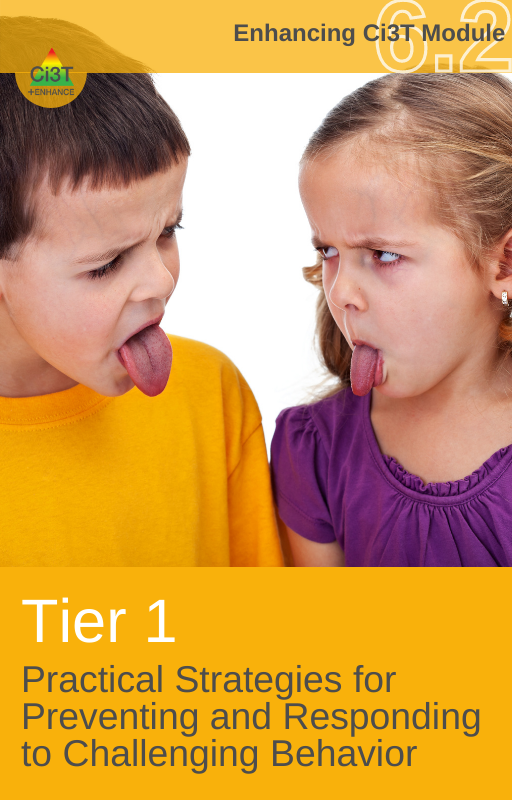 Enhancing Ci3T Module
6.2
Ci3T
+ENHANCE
Tier 1
Practical Strategies for
Preventing and Responding
to Challenging Behavior